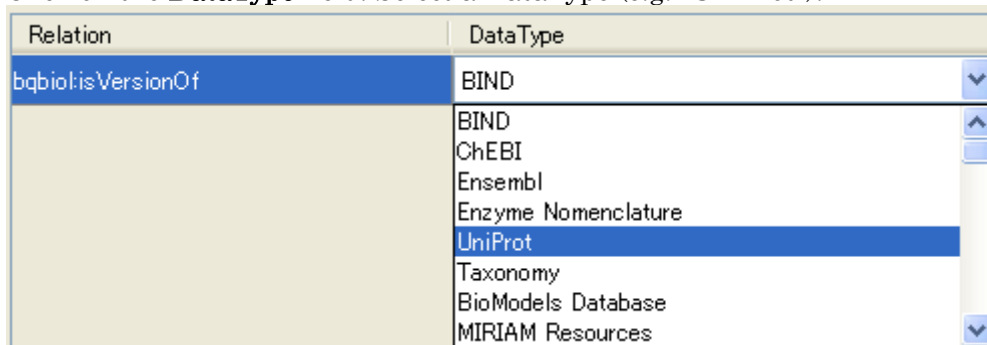 Relation DataType
bqbiol:isVersionOf BIND
BIND
ChEBI
Ensembl
Enzyme Nomenclature
UniProt
Taxonomy
BioModels Database
MIRIAM Resources